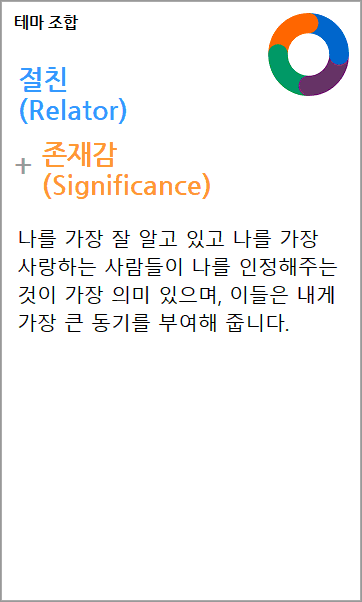 테마 조합
절친
(Relator)
+ 존재감
(Significance)
나를 가장 잘 알고 있고 나를 가장
사랑하는 사람들이 나를 인정해주는
것이 가장 의미 있으며, 이들은 내게
가장 큰 동기를 부여해 줍니다.